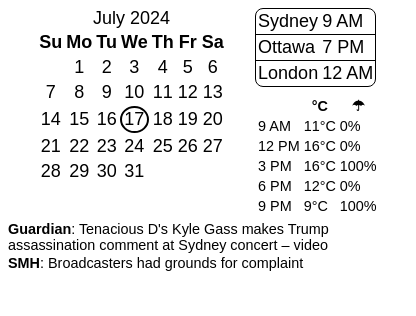 July 2024
Su Mo Tu We Th Fr Sa
1 2 3 4 5 6
7 8 9 10 11 12 13
14 15 16 17 18 19 20
21 22 23 24 25 26 27
28 29 30 31
Sydney 9 AM
Ottawa 7 PM
London 12 AM
°C ☂
9 AM 11°C 0%
12 PM 16°C 0%
3 PM 16°C 100%
6 PM 12°C 0%
9 PM 9°C 100%
Guardian: Tenacious D's Kyle Gass makes Trump
assassination comment at Sydney concert – video
SMH: Broadcasters had grounds for complaint